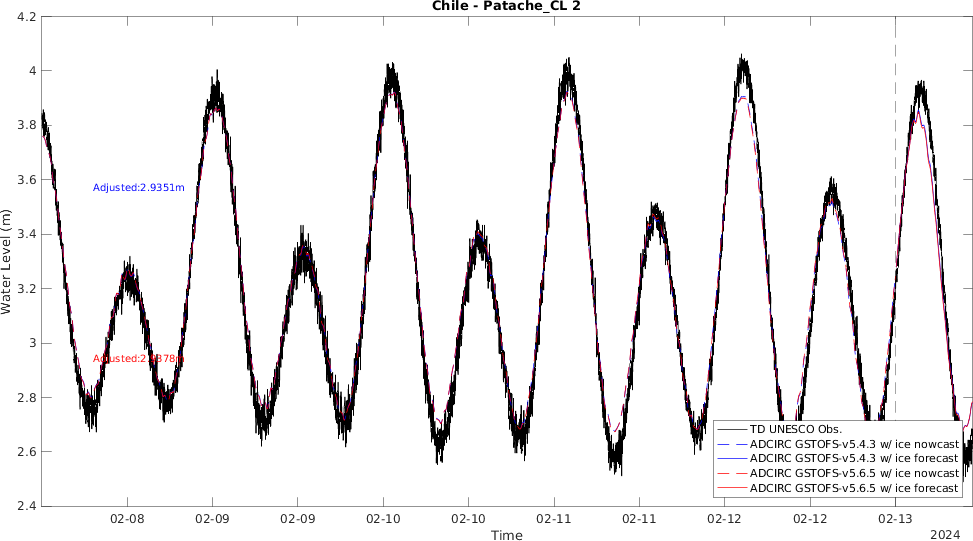 Chile - Patache_CL 2
Water Level (m)
4.2
4
3.8
3.6
3.4
3.2
3
2.8
2.6
2.4
Adjusted:2.9351m
TD UNESCO Obs.
ADCIRC GSTOFS-v5.4.3 w/ ice nowcast
ADCIRC GSTOFS-v5.4.3 w/ ice forecast
ADCIRC GSTOFS-v5.6.5 w/ ice nowcast
ADCIRC GSTOFS-v5.6.5 w/ ice forecast
02-08 02-09 02-09 02-10 02-10 02-11 02-11 02-12 02-12 02-13
Time
2024